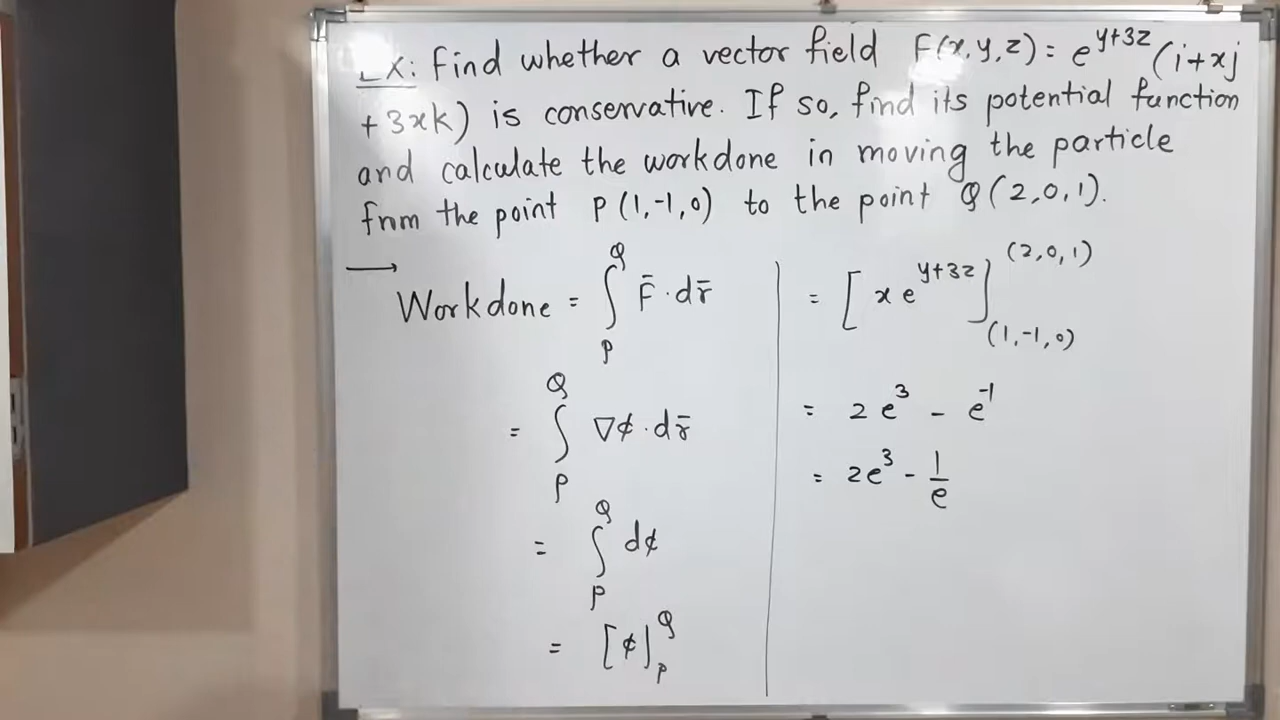 Ex: Find whether a vector field F(x,y,z) = e^{y+3z} (i+xj
+3xk) is conservative. If so, find its potential function
and calculate the workdone in moving the particle
from the point P(1,-1,0) to the point Q(2,0,1).
→ Workdone = ∫_P^Q F̄·dr̄
= ∫_P^Q ∇ϕ·dr̄
= ∫_P^Q dϕ
= [ϕ]_P^Q
= [x e^{y+3z}]_{(1,-1,0)}^{(2,0,1)}
= 2e^3 - e^{-1}
= 2e^3 - 1/e